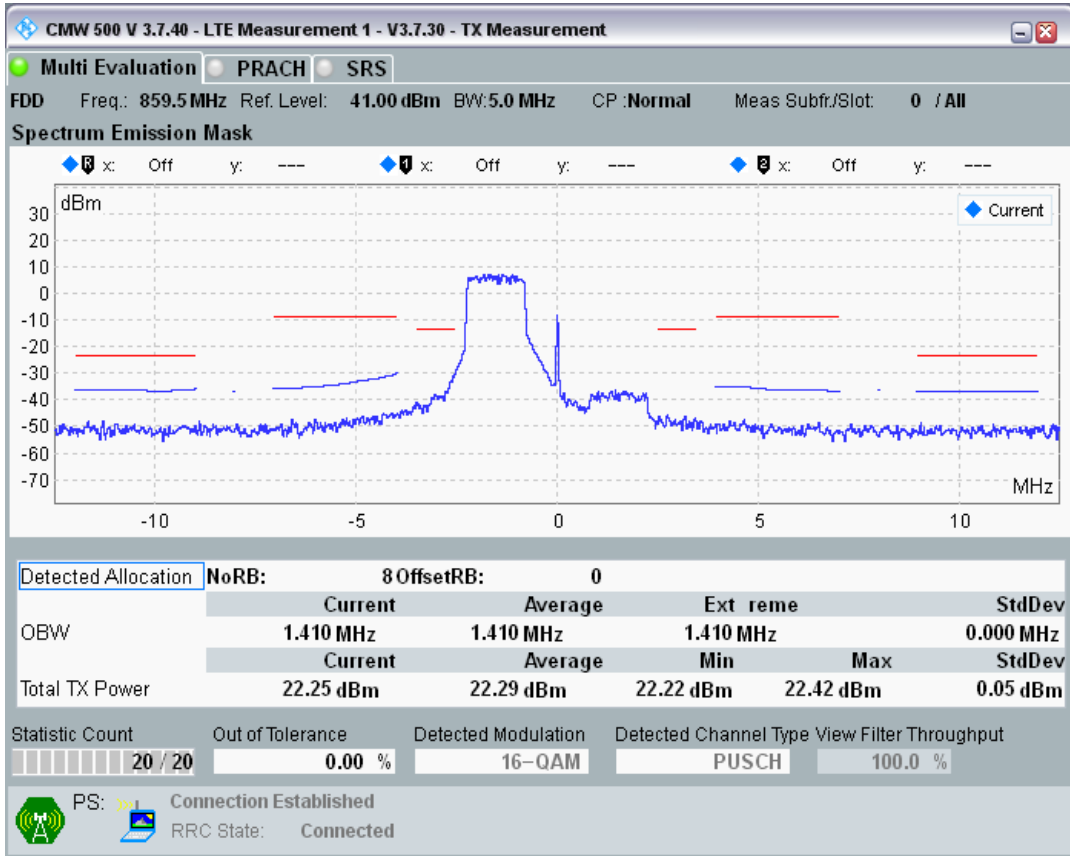 CMW 500 V 3.7.40 - LTE Measurement 1 - V3.7.30 - TX Measurement
Multi Evaluation PRACH SRS
FDD Freq.: 859.5 MHz Ref. Level: 41.00 dBm BW: 5.0 MHz CP :Normal Meas Subfr./Slot: 0 / All
Spectrum Emission Mask
R x: Off y: --- 1 x: Off y: --- 2 x: Off y: ---
dBm
Current
30
20
10
0
-10
-20
-30
-40
-50
-60
-70
MHz
-10 -5 0 5 10
Detected Allocation NoRB: 8 OffsetRB: 0
Current Average Ext reme StdDev
OBW 1.410 MHz 1.410 MHz 1.410 MHz 0.000 MHz
Current Average Min Max StdDev
Total TX Power 22.25 dBm 22.29 dBm 22.22 dBm 22.42 dBm 0.05 dBm
Statistic Count Out of Tolerance Detected Modulation Detected Channel Type View Filter Throughput
20 / 20 0.00 % 16-QAM PUSCH 100.0 %
PS: Connection Established
RRC State: Connected